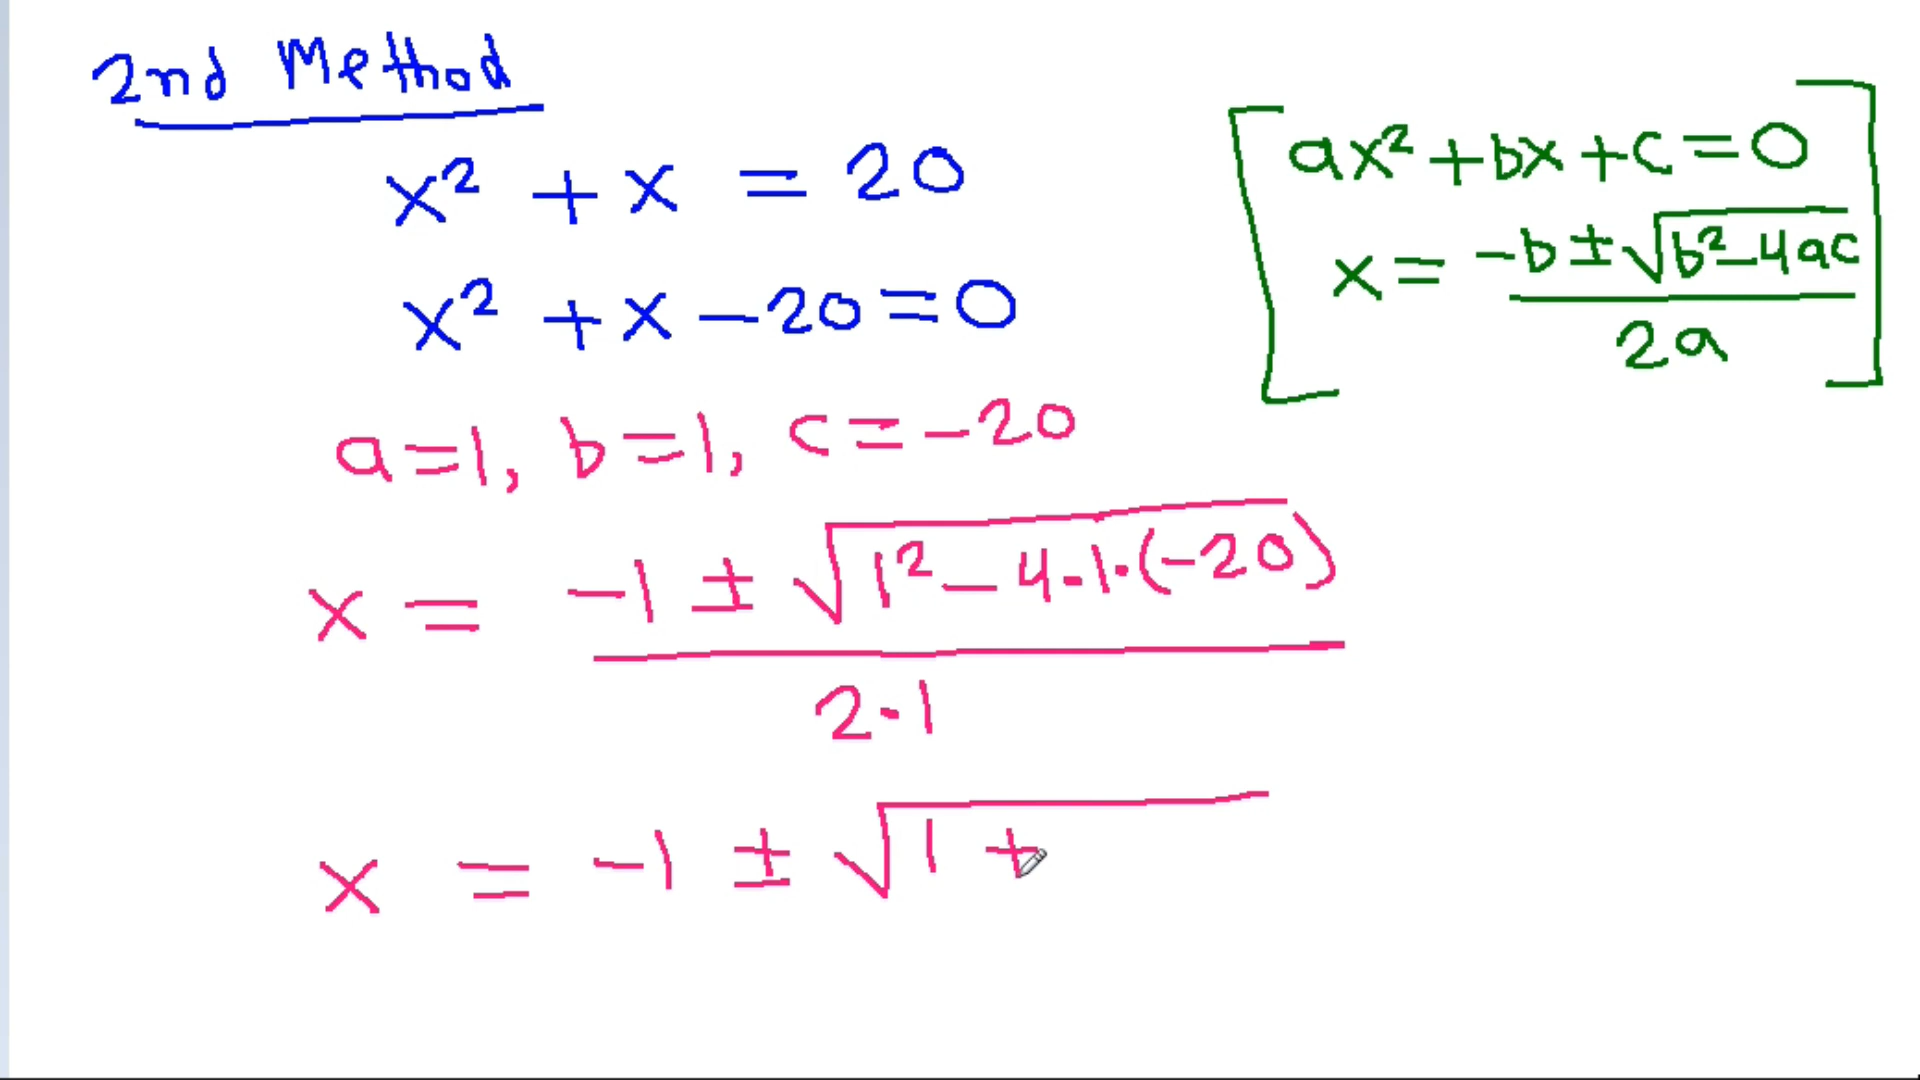 2nd Method
x² + x = 20
x² + x - 20 = 0
a = 1, b = 1, c = -20
x = -1 ± √1² - 4·1·(-20)
2·1
x = -1 ± √1 +
[ax² + bx + c = 0
x = -b ± √b² - 4ac
2a]